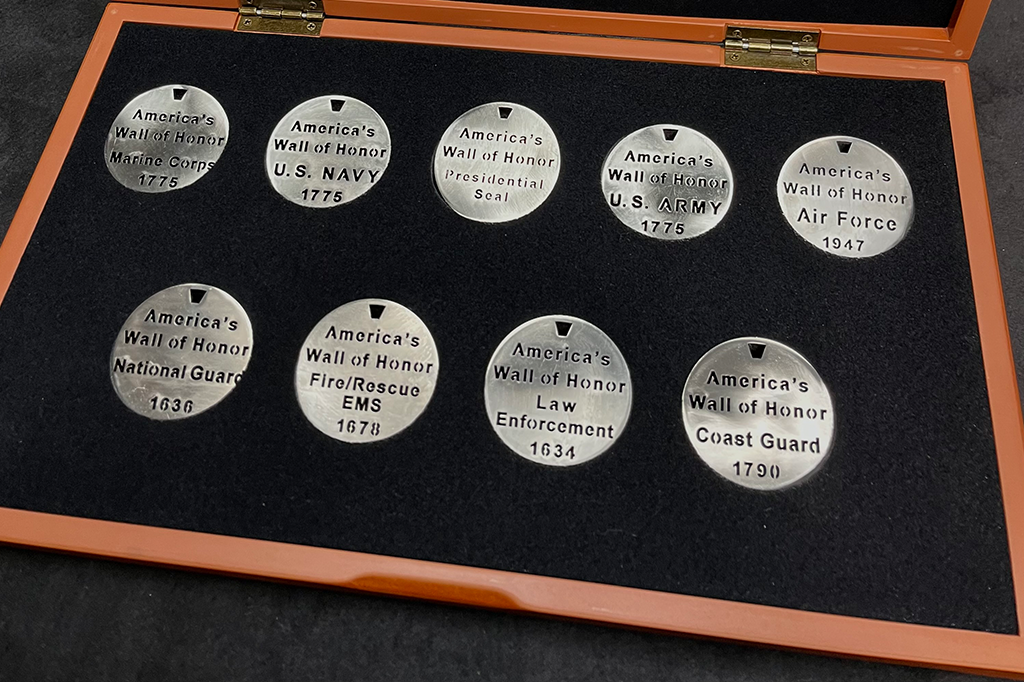 America's
Wall of Honor
Marine Corps
1775
America's
Wall of Honor
U.S. NAVY
1775
America's
Wall of Honor
Presidential
Seal
America's
Wall of Honor
U.S. ARMY
1775
America's
Wall of Honor
Air Force
1947
America's
Wall of Honor
National Guard
1636
America's
Wall of Honor
Fire/Rescue
EMS
1678
America's
Wall of Honor
Law
Enforcement
1634
America's
Wall of Honor
Coast Guard
1790